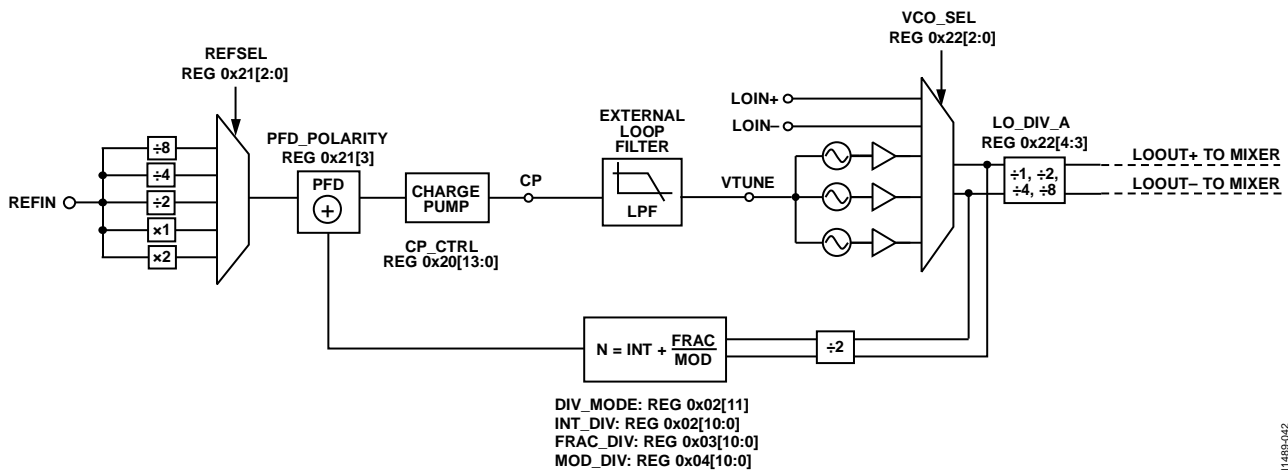 VCO_SEL
REG 0x22[2:0]
REFSEL
REG 0x21[2:0]
LOIN+
LOIN–
EXTERNAL
LOOP
FILTER
LO_DIV_A
REG 0x22[4:3]
PFD_POLARITY
REG 0x21[3]
÷8
÷4
÷2
×1
×2
REFIN
PFD
+
CHARGE
PUMP
CP
LPF
VTUNE
÷1, ÷2,
÷4, ÷8
LOOUT+ TO MIXER
LOOUT– TO MIXER
CP_CTRL
REG 0x20[13:0]
N = INT + FRAC
MOD
÷2
DIV_MODE: REG 0x02[11]
INT_DIV: REG 0x02[10:0]
FRAC_DIV: REG 0x03[10:0]
MOD_DIV: REG 0x04[10:0]
11489-042